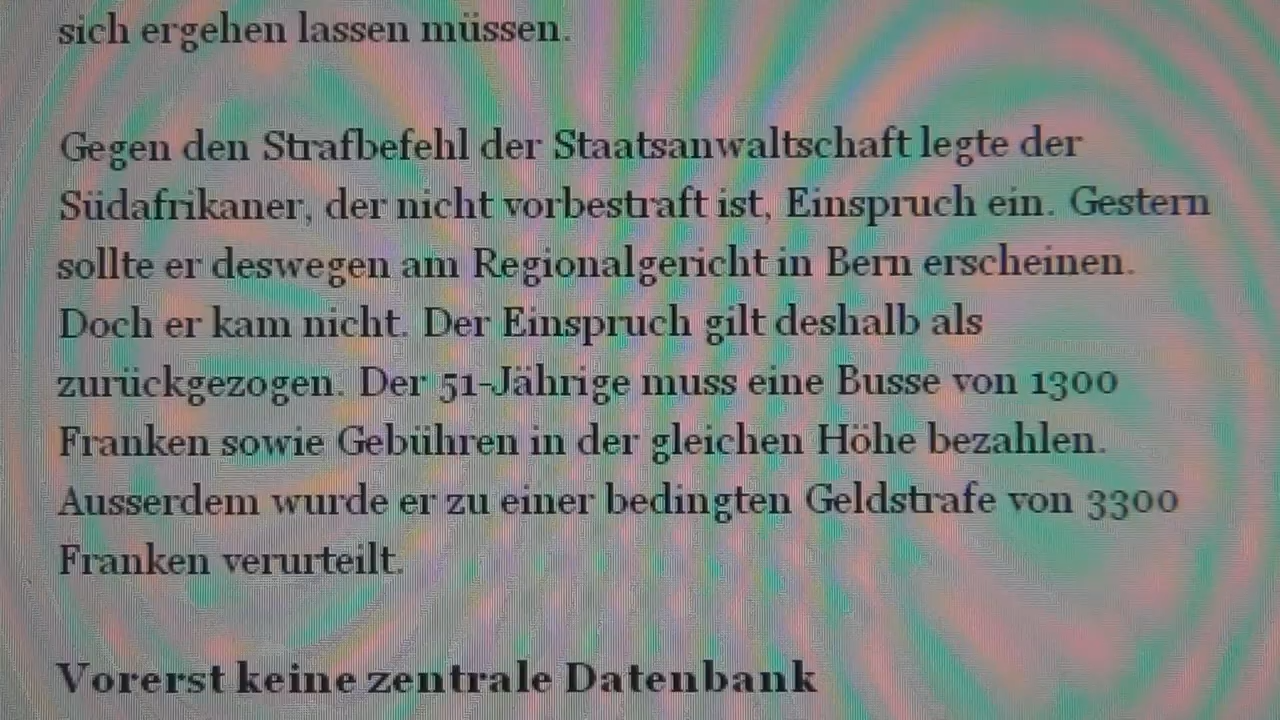 sich ergehen lassen müssen.
Gegen den Strafbefehl der Staatsanwaltschaft legte der
Südafrikaner, der nicht vorbestraft ist, Einspruch ein. Gestern
sollte er deswegen am Regionalgericht in Bern erscheinen.
Doch er kam nicht. Der Einspruch gilt deshalb als
zurückgezogen. Der 51-Jährige muss eine Busse von 1300
Franken sowie Gebühren in der gleichen Höhe bezahlen.
Ausserdem wurde er zu einer bedingten Geldstrafe von 3300
Franken verurteilt.
Vorerst keine zentrale Datenbank